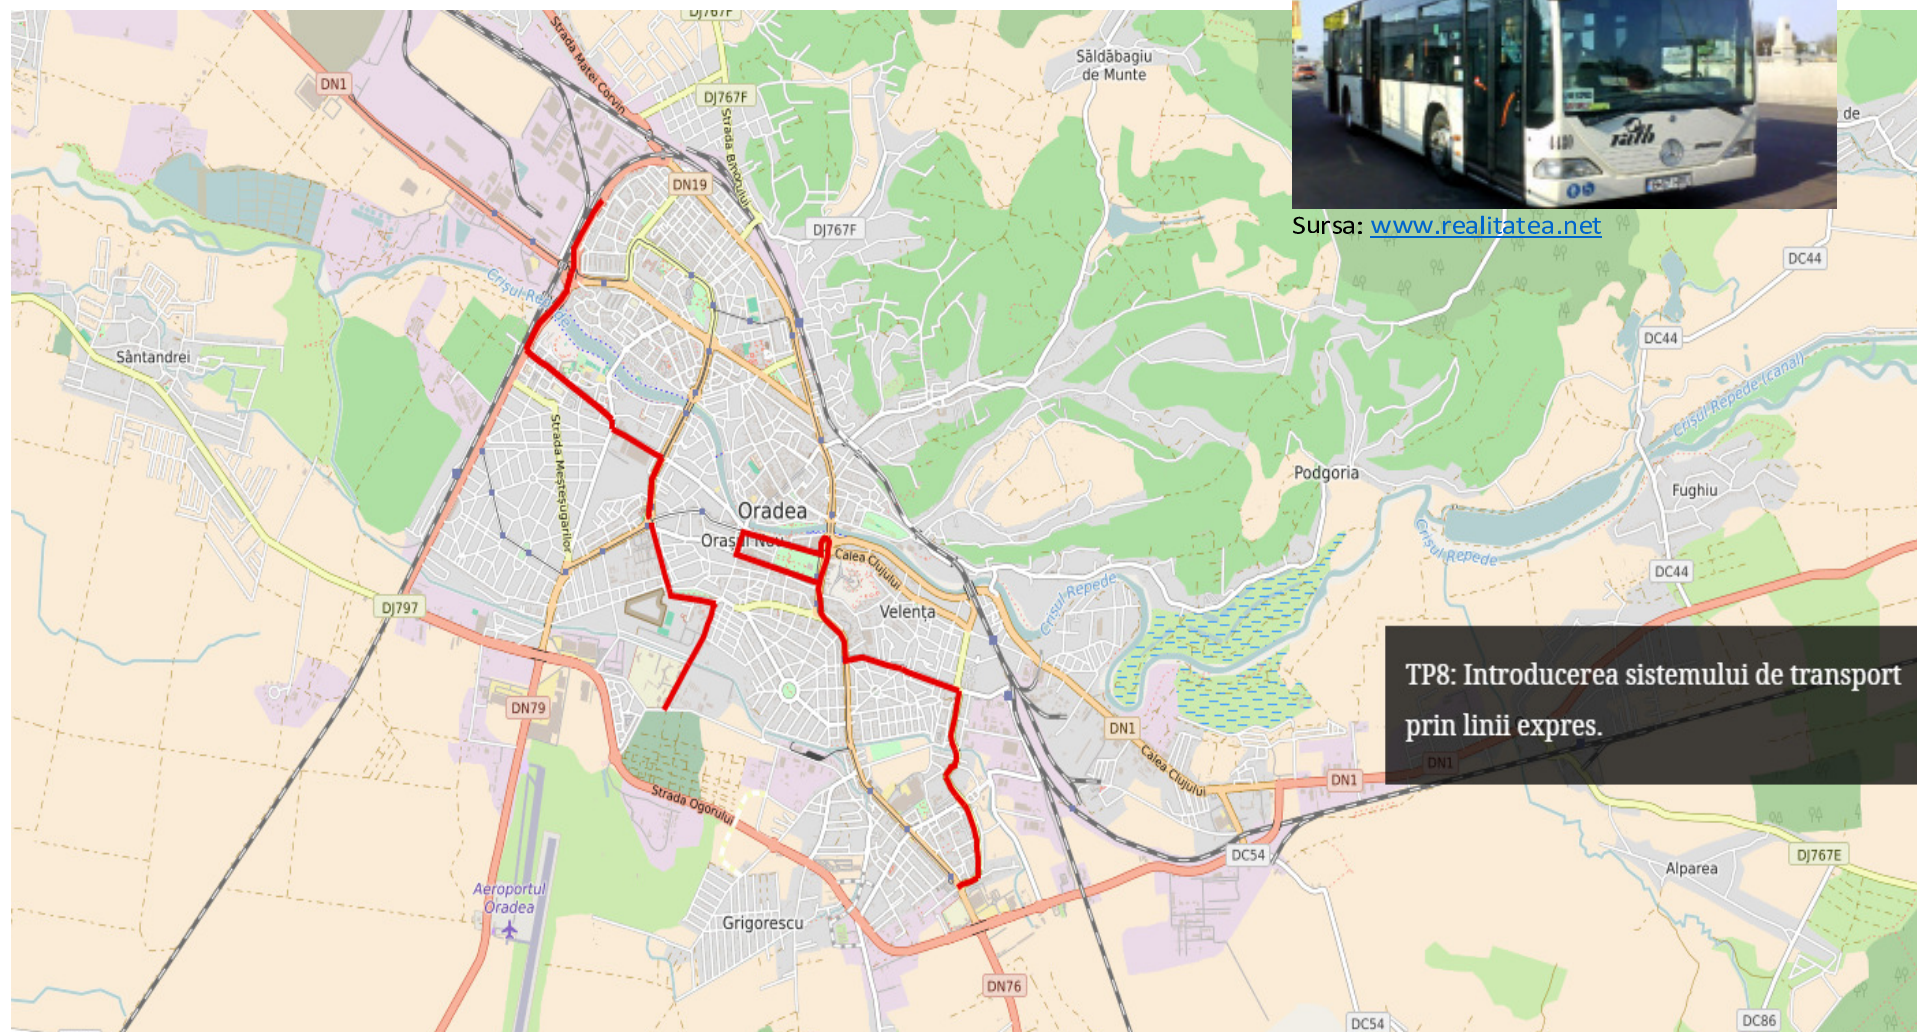 DJ767F
Strada Matei Corvin
DN1
DJ767F
Strada Bihorului
Săldăbagiu
de Munte
de
4480
Sursa: www.realitatea.net
DN19
DJ767F
DC44
Crișul Repede
Sântandrei
DC44
Crișul Repede (canal)
Strada Meșteșugarilor
Podgoria
Fughiu
Oradea
Orașul Nou
Calea Clujului
Crișul Repede
DC44
Crișul Repede
Velența
DJ797
TP8: Introducerea sistemului de transport
prin linii expres.
DN79
DN1
Calea Clujului
DN1
DN1
Strada Ogorului
DC54
DJ767E
Alparea
Aeroportul
Oradea
Grigorescu
DN76
DC54
DC86